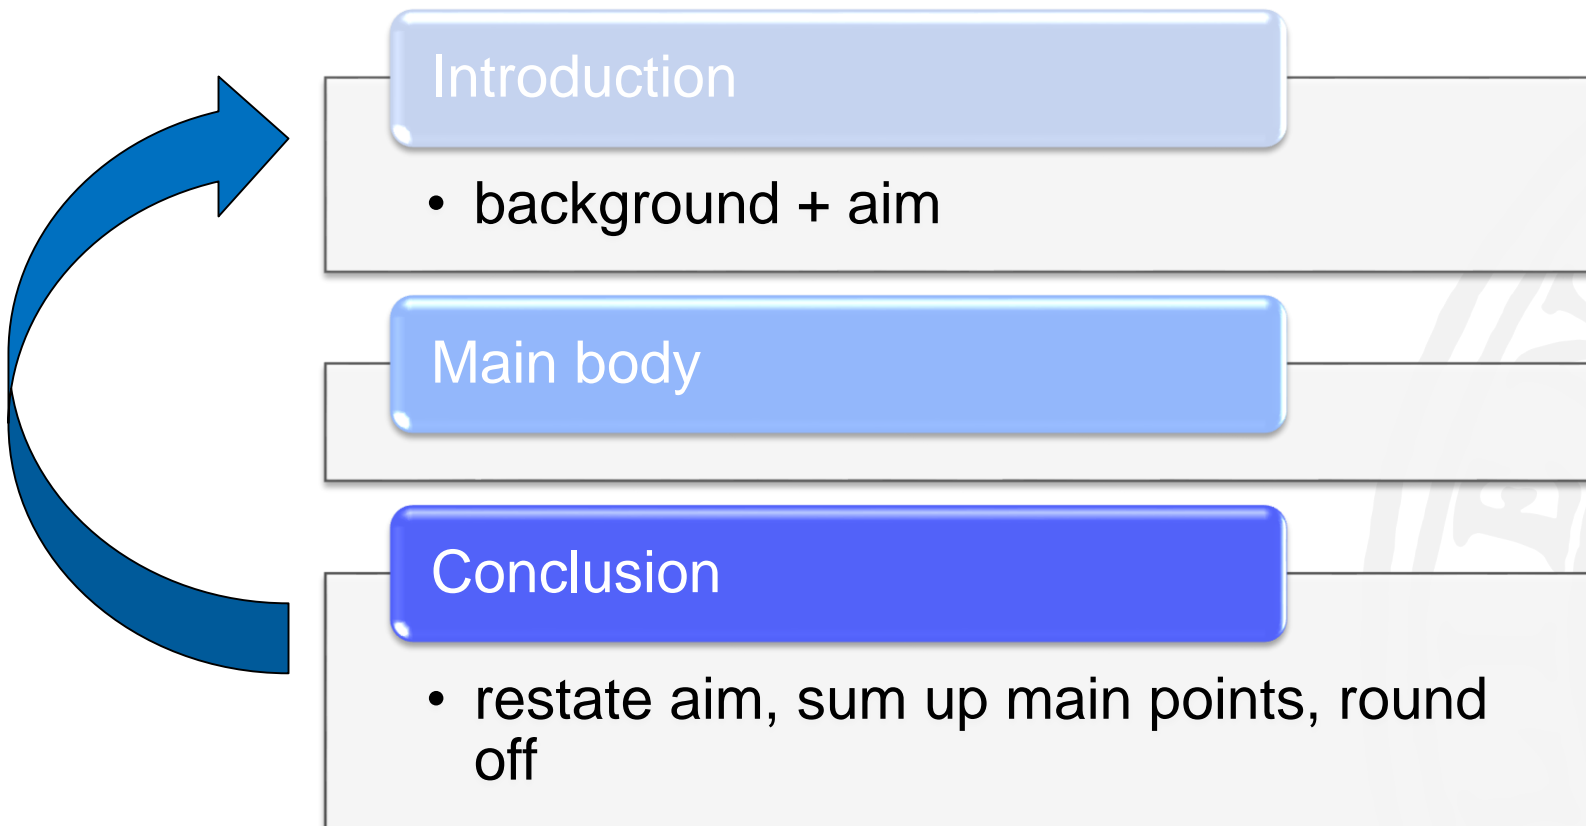 Introduction
• background + aim
Main body
Conclusion
• restate aim, sum up main points, round
off